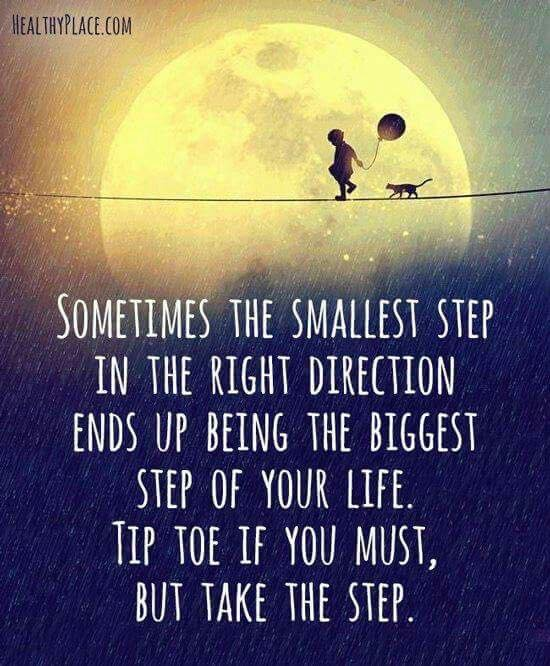 HEALTHYPLACE.COM
SOMETIMES THE SMALLEST STEP
IN THE RIGHT DIRECTION
ENDS UP BEING THE BIGGEST
STEP OF YOUR LIFE.
TIP TOE IF YOU MUST,
BUT TAKE THE STEP.